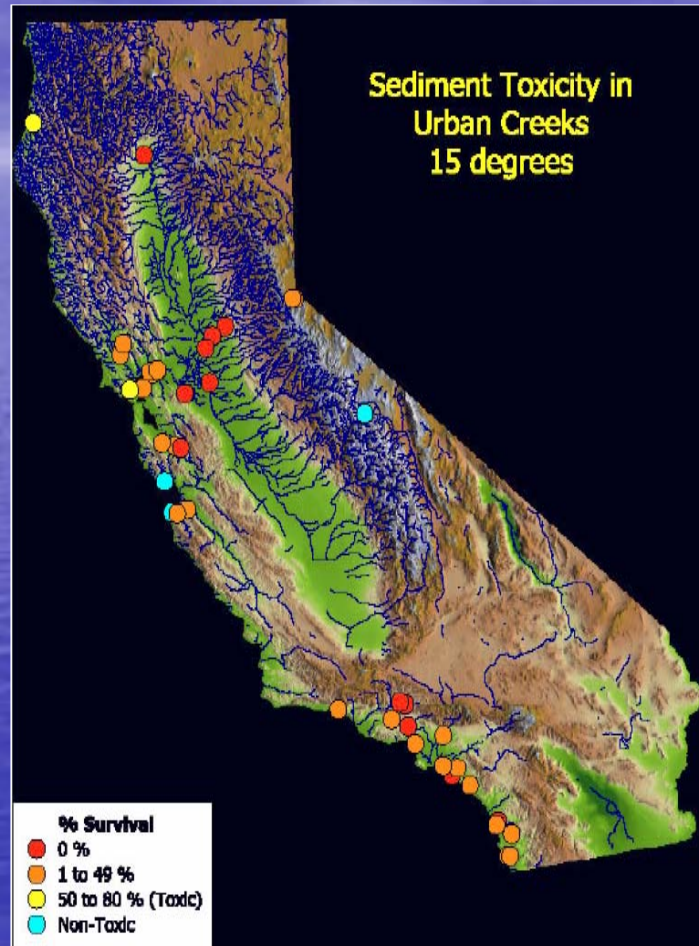 Sediment Toxicity in
Urban Creeks
15 degrees
% Survival
0 %
1 to 49 %
50 to 80 % (Toxic)
Non-Toxic